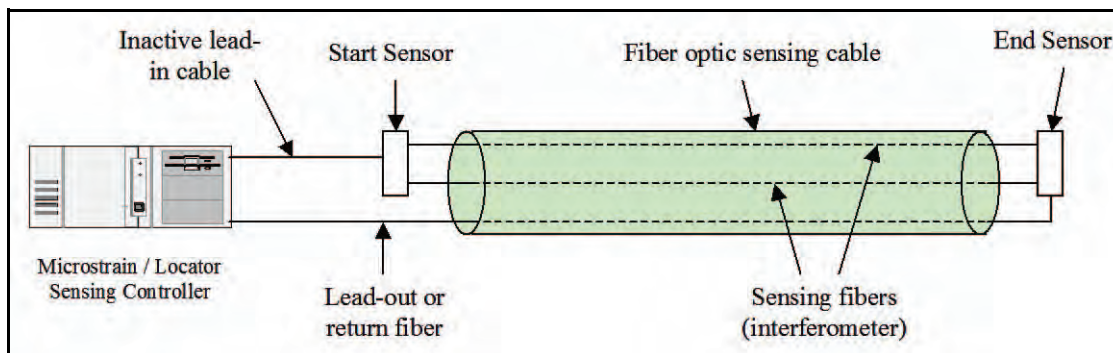 Inactive lead-
in cable
Start Sensor
Fiber optic sensing cable
End Sensor
Microstrain / Locator
Sensing Controller
Lead-out or
return fiber
Sensing fibers
(interferometer)